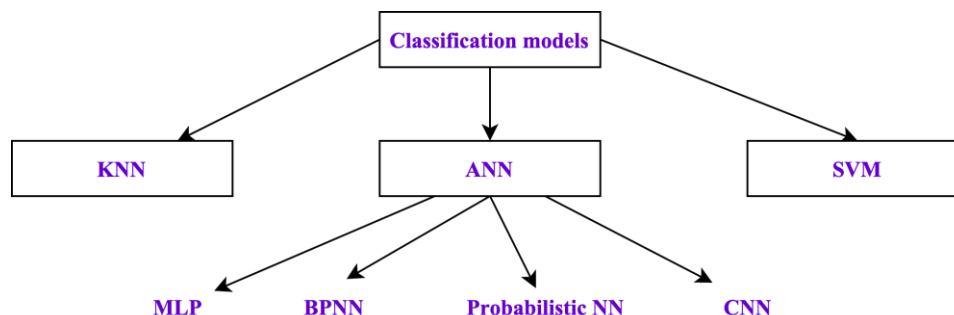 Classification models
KNN
ANN
SVM
MLP
BPNN
Probabilistic NN
CNN